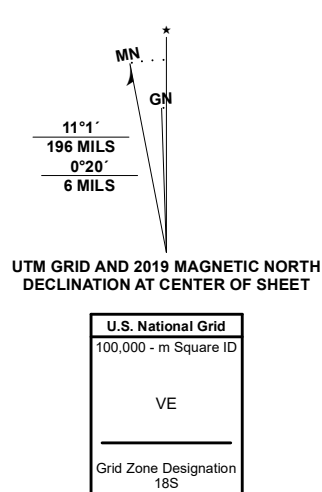 ★
MN
GN
11°1´
196 MILS
0°20´
6 MILS
UTM GRID AND 2019 MAGNETIC NORTH
DECLINATION AT CENTER OF SHEET
U.S. National Grid
100,000 - m Square ID
VE
Grid Zone Designation
18S